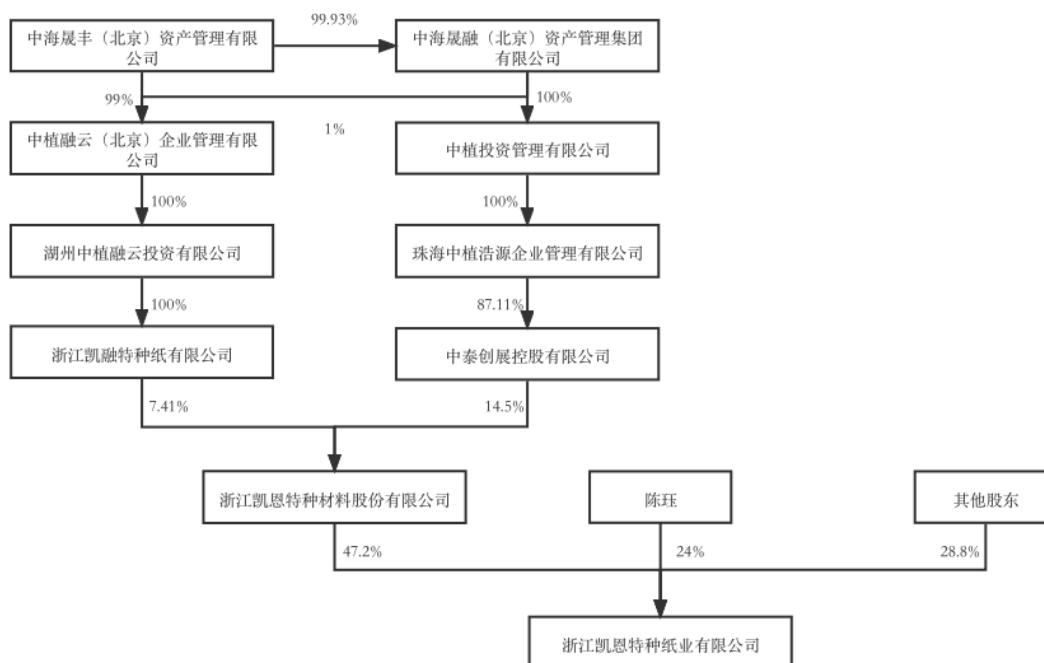 99.93%
中海晟丰（北京）资产管理有限
公司
中海晟融（北京）资产管理集团
有限公司
99%
100%
1%
中植融云（北京）企业管理有限
公司
中植投资管理有限公司
100%
100%
湖州中植融云投资有限公司
珠海中植浩源企业管理有限公司
100%
87.11%
浙江凯融特种纸有限公司
中泰创展控股有限公司
7.41%
14.5%
浙江凯恩特种材料股份有限公司
陈珏
其他股东
47.2%
24%
28.8%
浙江凯恩特种纸业有限公司